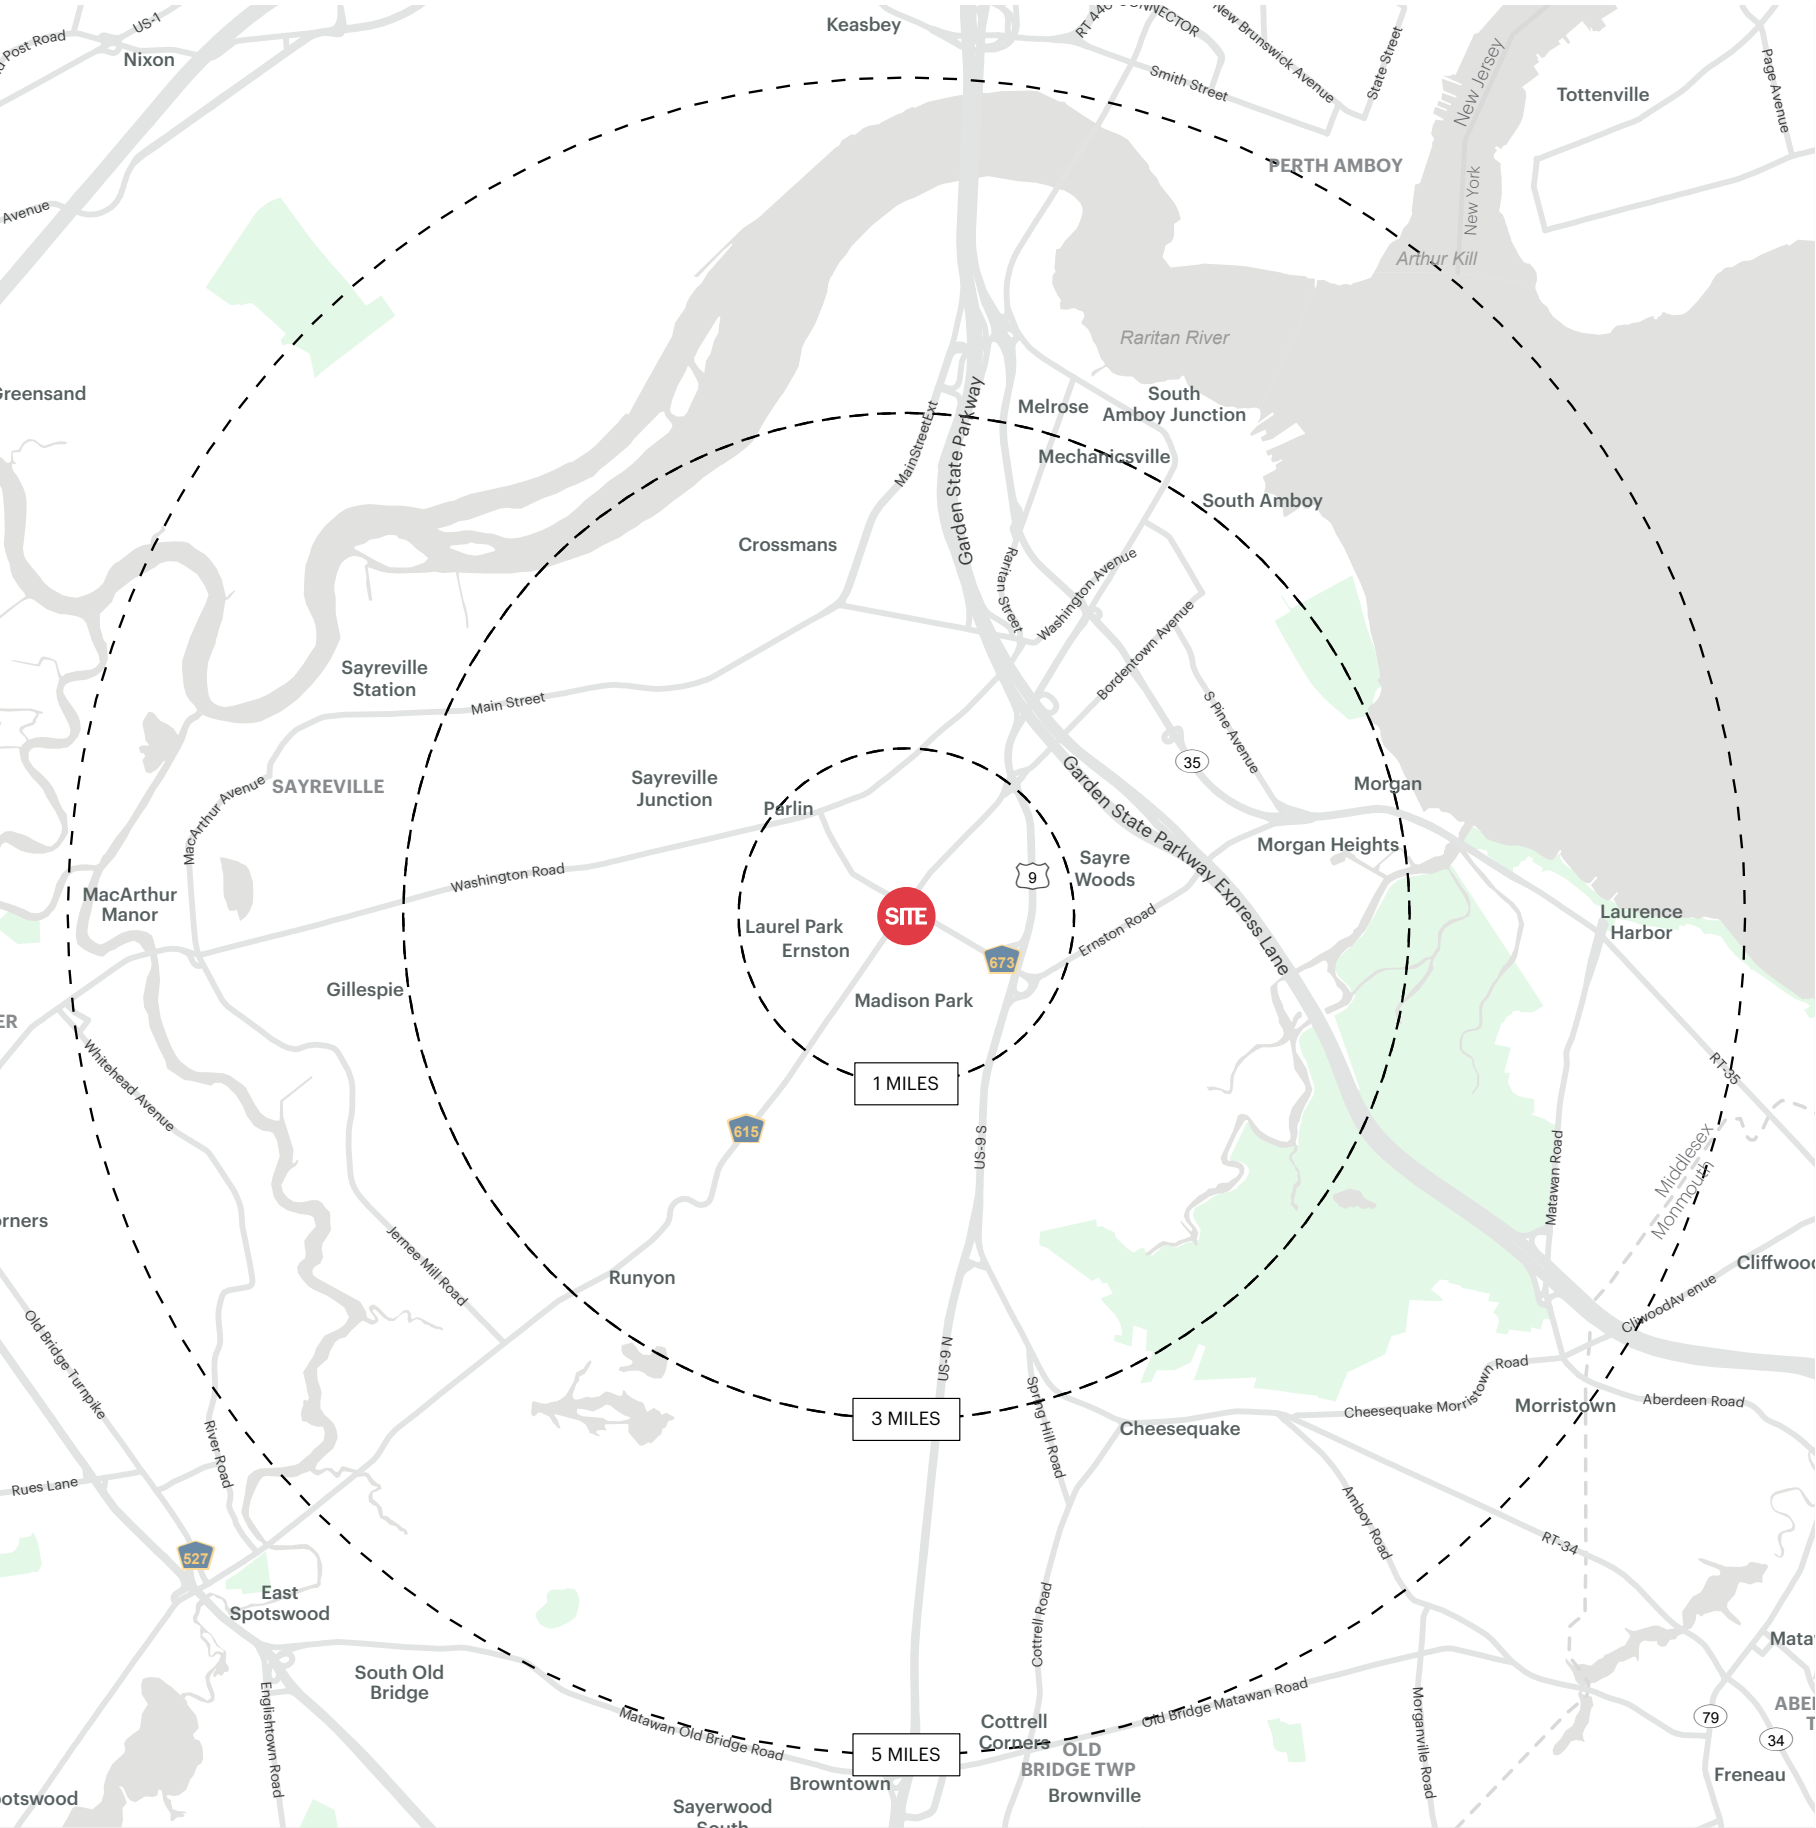 Keasbey
US-1
Post Road
Nixon
RT 440 CONNECTOR
New Brunswick Avenue
State Street
Smith Street
New Jersey
Tottenville
Page Avenue
PERTH AMBOY
New York
Avenue
Arthur Kill
Raritan River
Greensand
South
Amboy Junction
Melrose
MainStreetExt
Garden State Parkway
Mechanicsville
South Amboy
Crossmans
Raritan Street
Washington Avenue
Bordentown Avenue
Sayreville
Station
Main Street
S Pine Avenue
35
Garden State Parkway Express Lane
Morgan
SAYREVILLE
MacArthur Avenue
Sayreville
Junction
Parlin
Morgan Heights
Sayre
Woods
9
Washington Road
MacArthur
Manor
SITE
Laurel Park
Ernston
Ernston Road
Laurence
Harbor
673
Gillespie
Madison Park
ER
Whitehead Avenue
1 MILES
RT-35
615
US-9 S
Matawan Road
Middlesex
Monmouth
orners
Jernee Mill Road
Runyon
Cliffwood
CliwoodAv enue
Old Bridge Turnpike
US-9 N
Spring Hill Road
Cheesequake Morristown Road
Morristown
Aberdeen Road
3 MILES
Cheesequake
River Road
Rues Lane
Amboy Road
RT-34
527
East
Spotswood
Cottrell Road
Mata
South Old
Bridge
Englishtown Road
Matawan Old Bridge Road
Old Bridge Matawan Road
Morganville Road
79
34
ABE
T
Cottrell
Corners
5 MILES
OLD
BRIDGE TWP
Browntown
Brownville
Freneau
potswood
Sayerwood
South